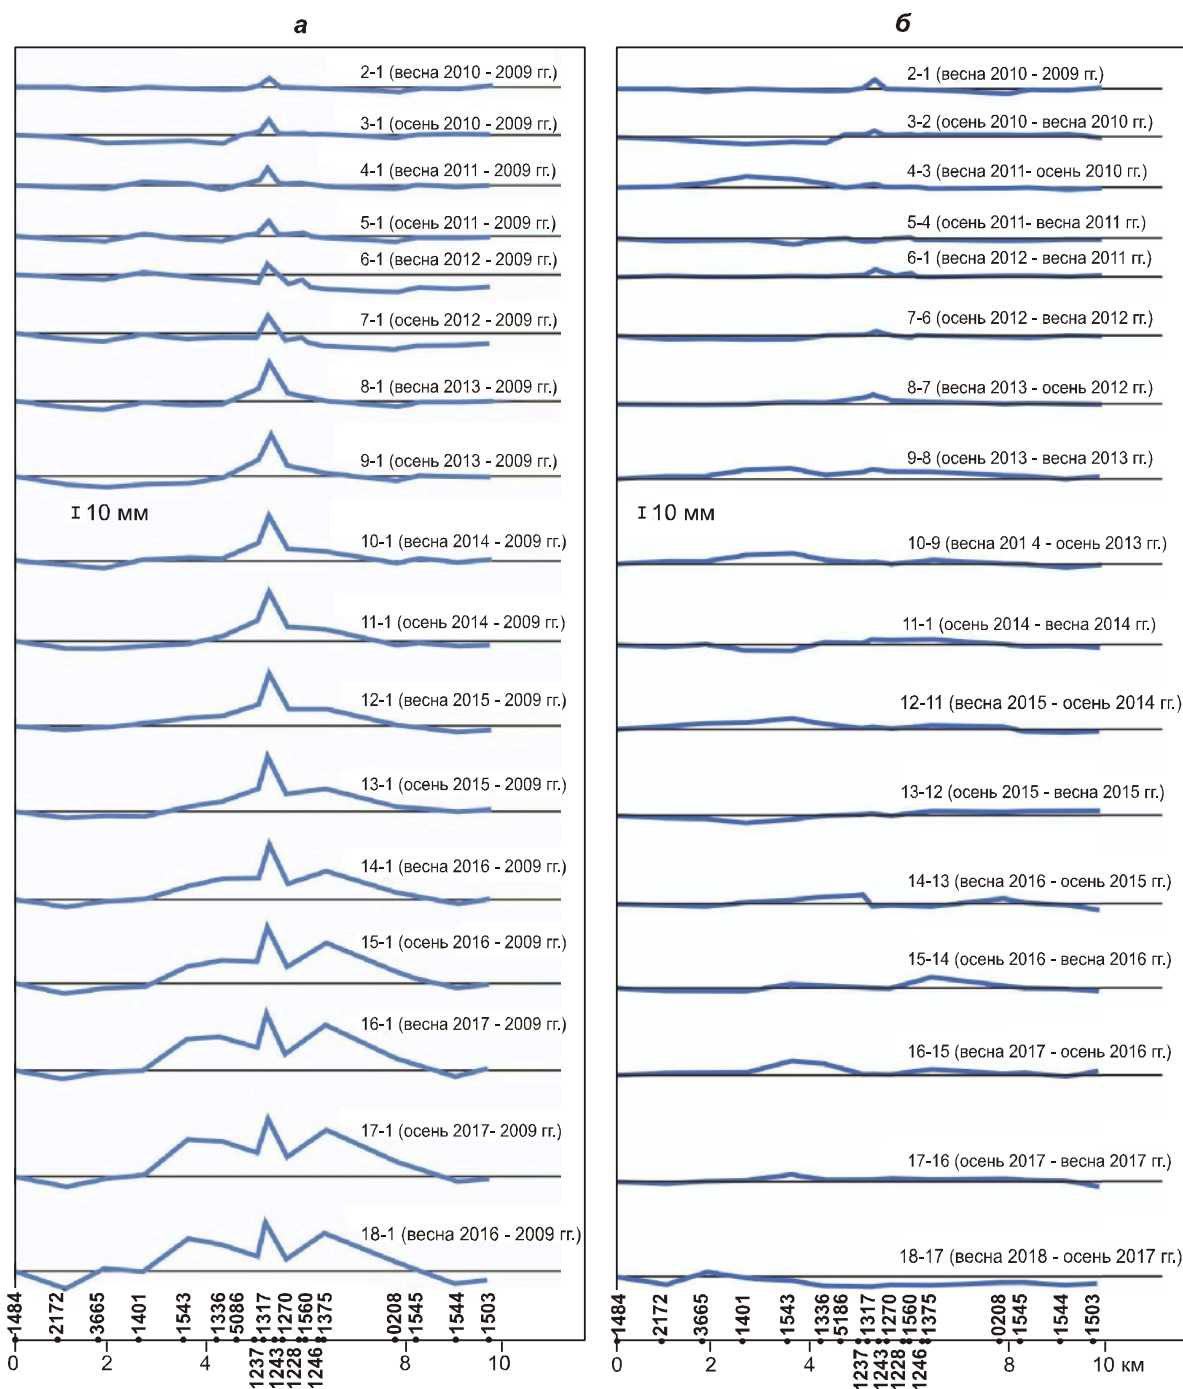 а
2-1 (весна 2010 - 2009 гг.)
3-1 (осень 2010 - 2009 гг.)
4-1 (весна 2011 - 2009 гг.)
5-1 (осень 2011 - 2009 гг.)
6-1 (весна 2012 - 2009 гг.)
7-1 (осень 2012 - 2009 гг.)
8-1 (весна 2013 - 2009 гг.)
9-1 (осень 2013 - 2009 гг.)
10 мм
10-1 (весна 2014 - 2009 гг.)
11-1 (осень 2014 - 2009 гг.)
12-1 (весна 2015 - 2009 гг.)
13-1 (осень 2015 - 2009 гг.)
14-1 (весна 2016 - 2009 гг.)
15-1 (осень 2016 - 2009 гг.)
16-1 (весна 2017 - 2009 гг.)
17-1 (осень 2017- 2009 гг.)
18-1 (весна 2016 - 2009 гг.)
1484 2172 3665 1401 1543 1336 5086 1317 1270 1560 1375 0208 1545 1544 1503
1237 1243 1228 1246
0 2 4 8 10
б
2-1 (весна 2010 - 2009 гг.)
3-2 (осень 2010 - весна 2010 гг.)
4-3 (весна 2011- осень 2010 гг.)
5-4 (осень 2011- весна 2011 гг.)
6-1 (весна 2012 - весна 2011 гг.)
7-6 (осень 2012 - весна 2012 гг.)
8-7 (весна 2013 - осень 2012 гг.)
9-8 (осень 2013 - весна 2013 гг.)
10 мм
10-9 (весна 201 4 - осень 2013 гг.)
11-1 (осень 2014 - весна 2014 гг.)
12-11 (весна 2015 - осень 2014 гг.)
13-12 (осень 2015 - весна 2015 гг.)
14-13 (весна 2016 - осень 2015 гг.)
15-14 (осень 2016 - весна 2016 гг.)
16-15 (весна 2017 - осень 2016 гг.)
17-16 (осень 2017 - весна 2017 гг.)
18-17 (весна 2018 - осень 2017 гг.)
1484 2172 3665 1401 1543 1336 5186 1317 1270 1560 1375 0208 1545 1544 1503
1237 1243 1228 1246
0 2 4 8 10 км